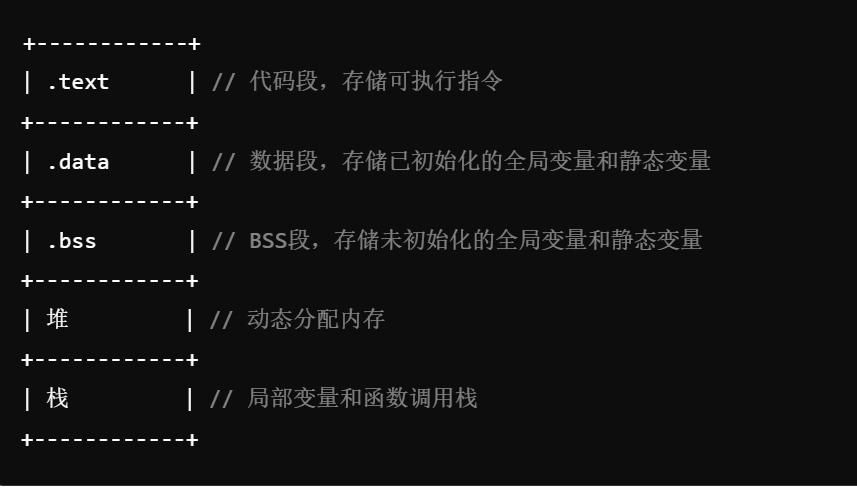 +------------+
| .text      | // 代码段，存储可执行指令
+------------+
| .data      | // 数据段，存储已初始化的全局变量和静态变量
+------------+
| .bss       | // BSS段，存储未初始化的全局变量和静态变量
+------------+
| 堆         | // 动态分配内存
+------------+
| 栈         | // 局部变量和函数调用栈
+------------+